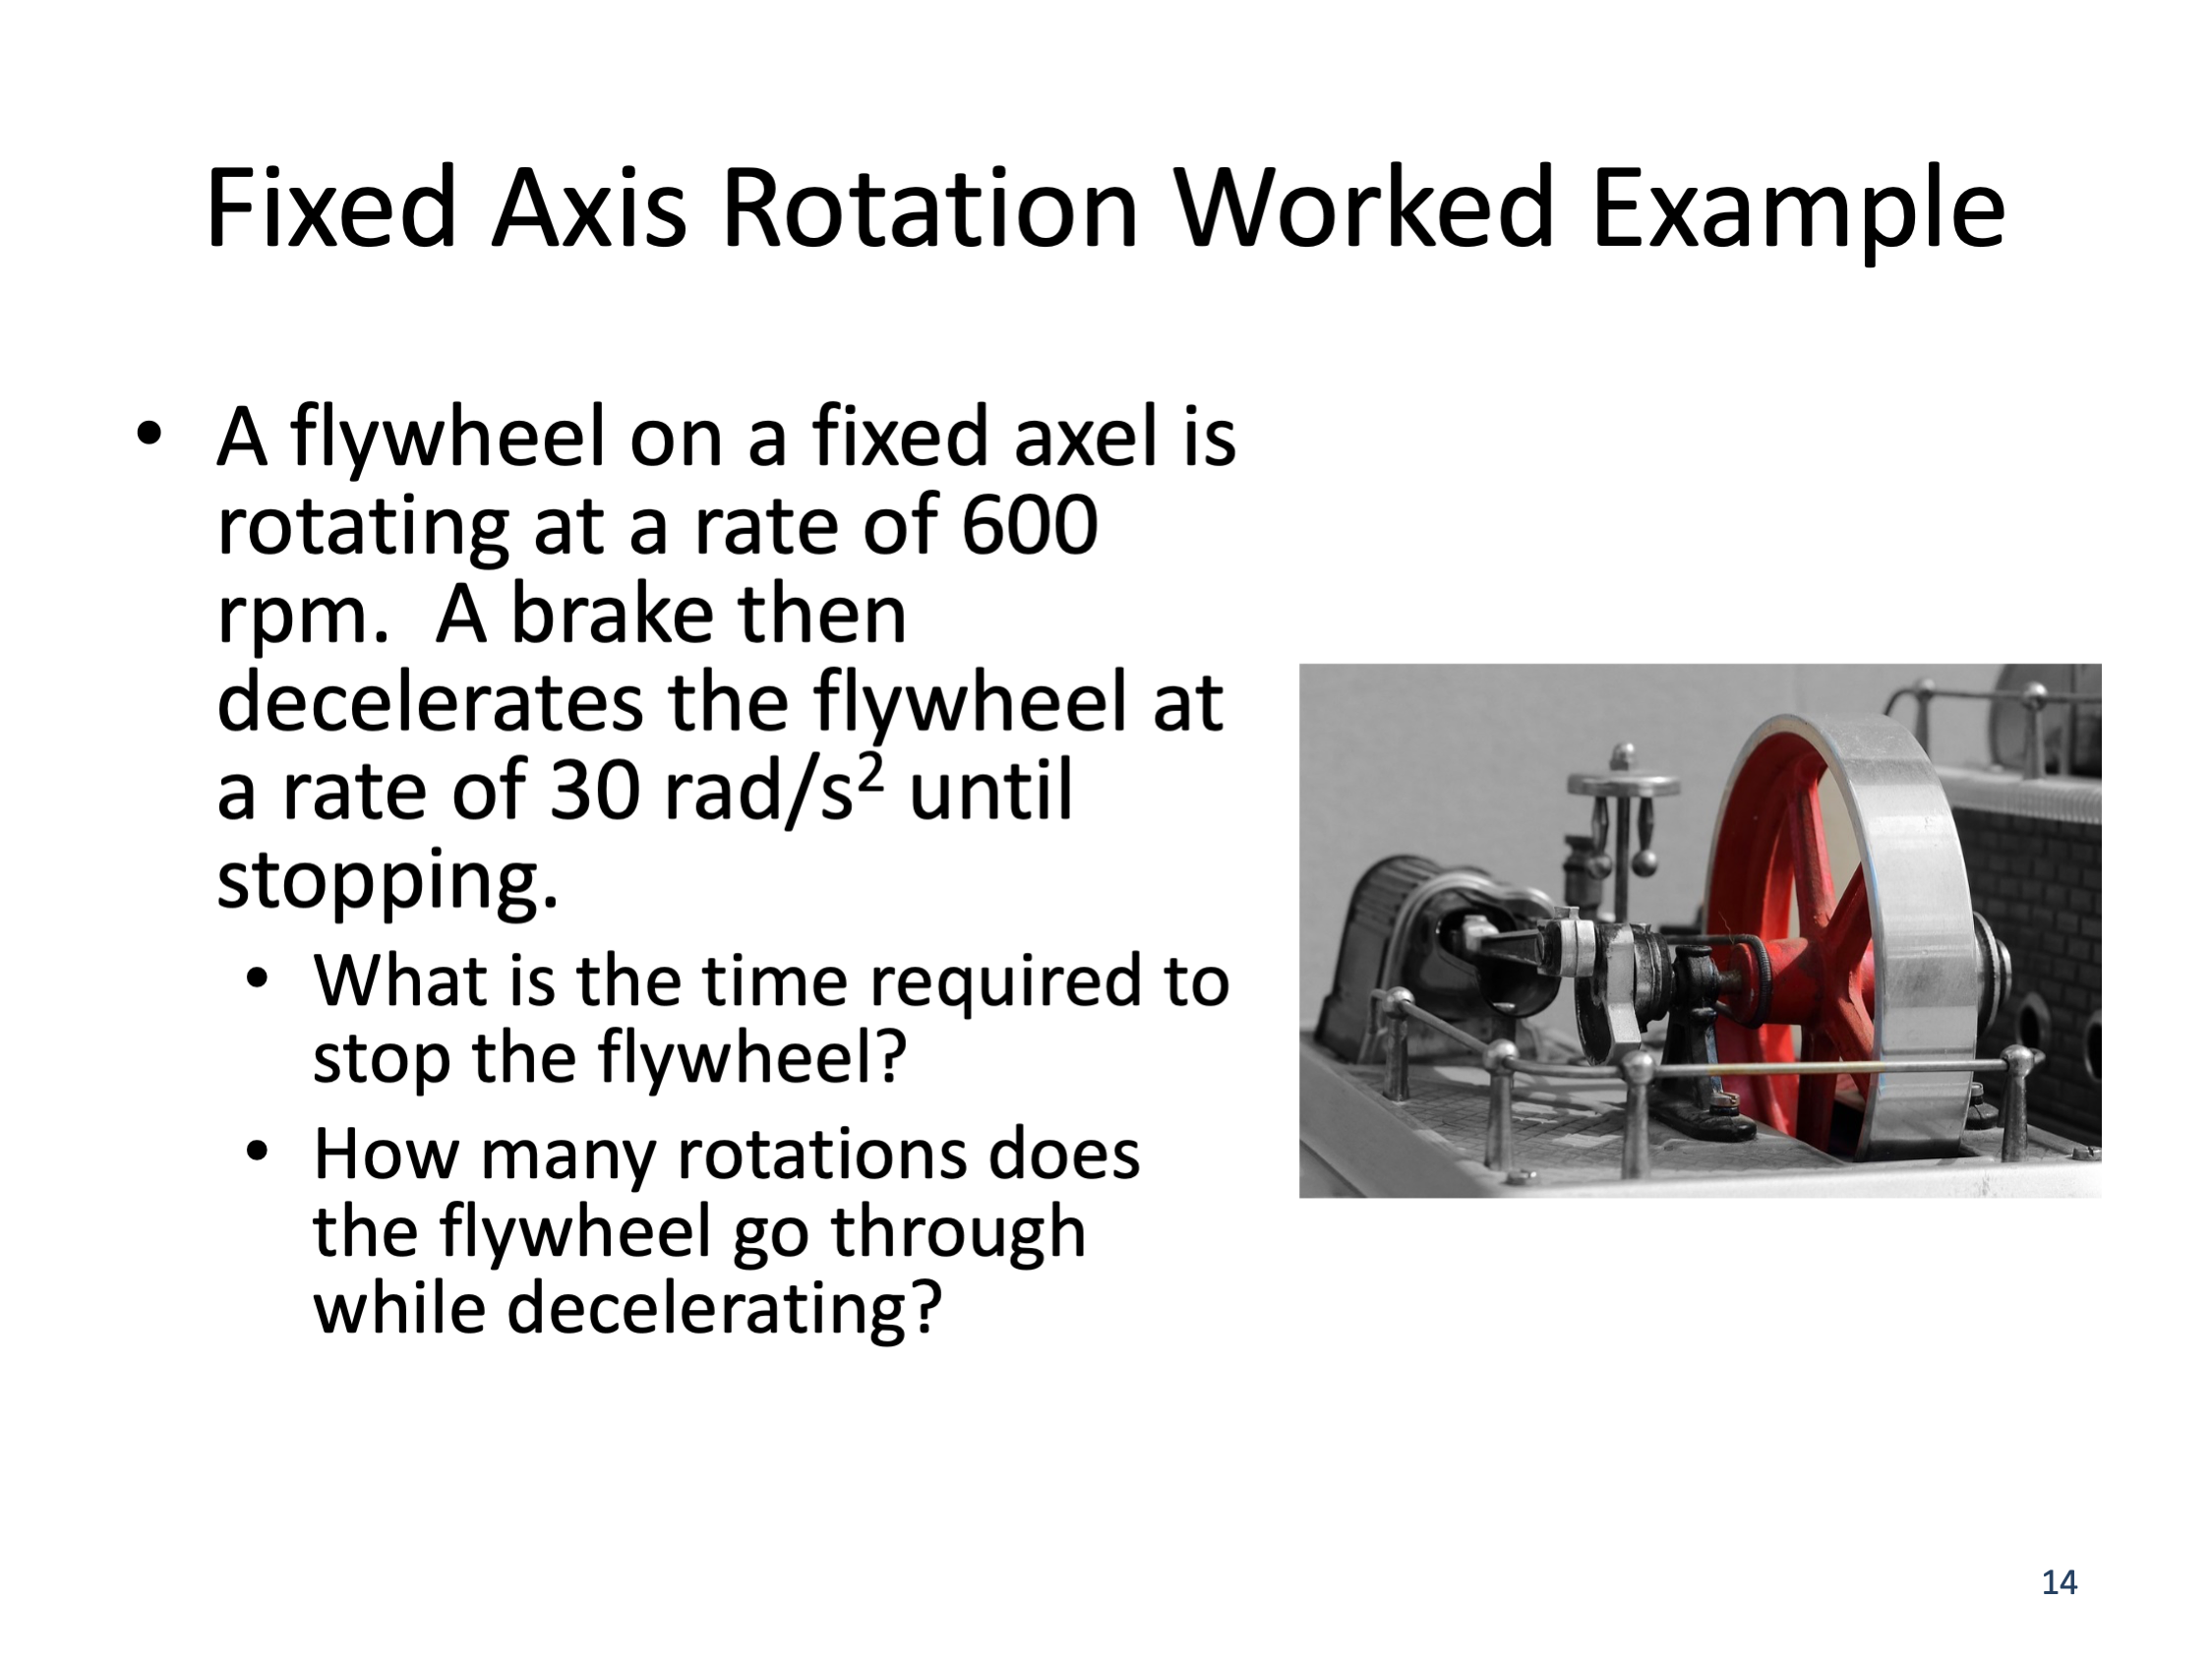 Fixed Axis Rotation Worked Example
• A flywheel on a fixed axel is
rotating at a rate of 600
rpm.  A brake then
decelerates the flywheel at
a rate of 30 rad/s² until
stopping.
• What is the time required to
stop the flywheel?
• How many rotations does
the flywheel go through
while decelerating?
14